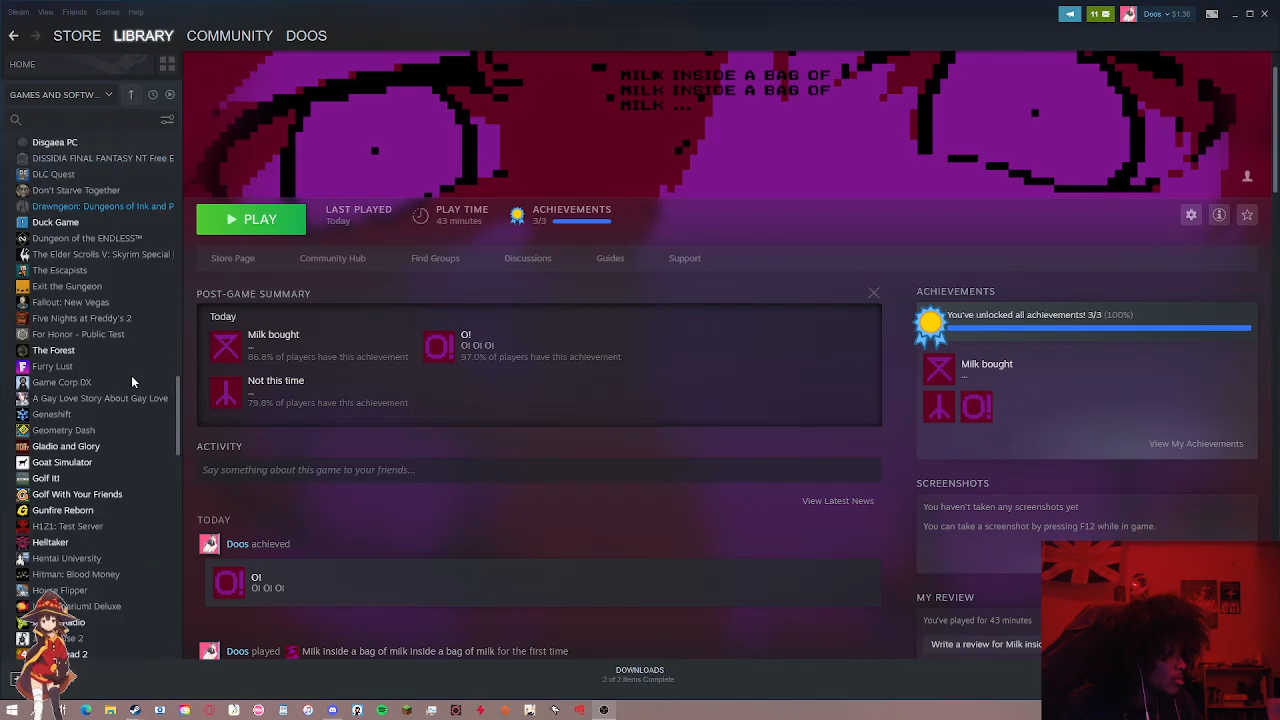 Steam View Friends Games Help
11
Doos $1.30
STORE LIBRARY COMMUNITY DOOS
HOME
GAMES AND SOFTW...
Disgaea PC
DISSIDIA FINAL FANTASY NT Free E
DLC Quest
Don't Starve Together
Drawngeon: Dungeons of Ink and P
Duck Game
Dungeon of the ENDLESS™
The Elder Scrolls V: Skyrim Special
The Escapists
Exit the Gungeon
Fallout: New Vegas
Five Nights at Freddy's 2
For Honor - Public Test
The Forest
Furry Lust
Game Corp DX
A Gay Love Story About Gay Love
Geneshift
Geometry Dash
Gladio and Glory
Goat Simulator
Golf It!
Golf With Your Friends
Gunfire Reborn
H1Z1: Test Server
Helltaker
Hentai University
Hitman: Blood Money
House Flipper
MILK INSIDE A BAG OF
MILK INSIDE A BAG OF
MILK ...
PLAY
LAST PLAYED
Today
PLAY TIME
43 minutes
ACHIEVEMENTS
3/3
Store Page Community Hub Find Groups Discussions Guides Support
POST-GAME SUMMARY
Today
Milk bought
...
86.8% of players have this achievement
O!
O! O! O!
97.0% of players have this achievement
Not this time
...
79.8% of players have this achievement
ACTIVITY
Say something about this game to your friends...
View Latest News
TODAY
Doos achieved
O!
O! O! O!
Doos played Milk inside a bag of milk inside a bag of milk for the first time
ACHIEVEMENTS
You've unlocked all achievements! 3/3 (100%)
Milk bought
...
View My Achievements
SCREENSHOTS
You haven't taken any screenshots yet
You can take a screenshot by pressing F12 while in game.
MY REVIEW
You've played for 43 minutes
Write a review for Milk insid
DOWNLOADS
2 of 2 Items Complete